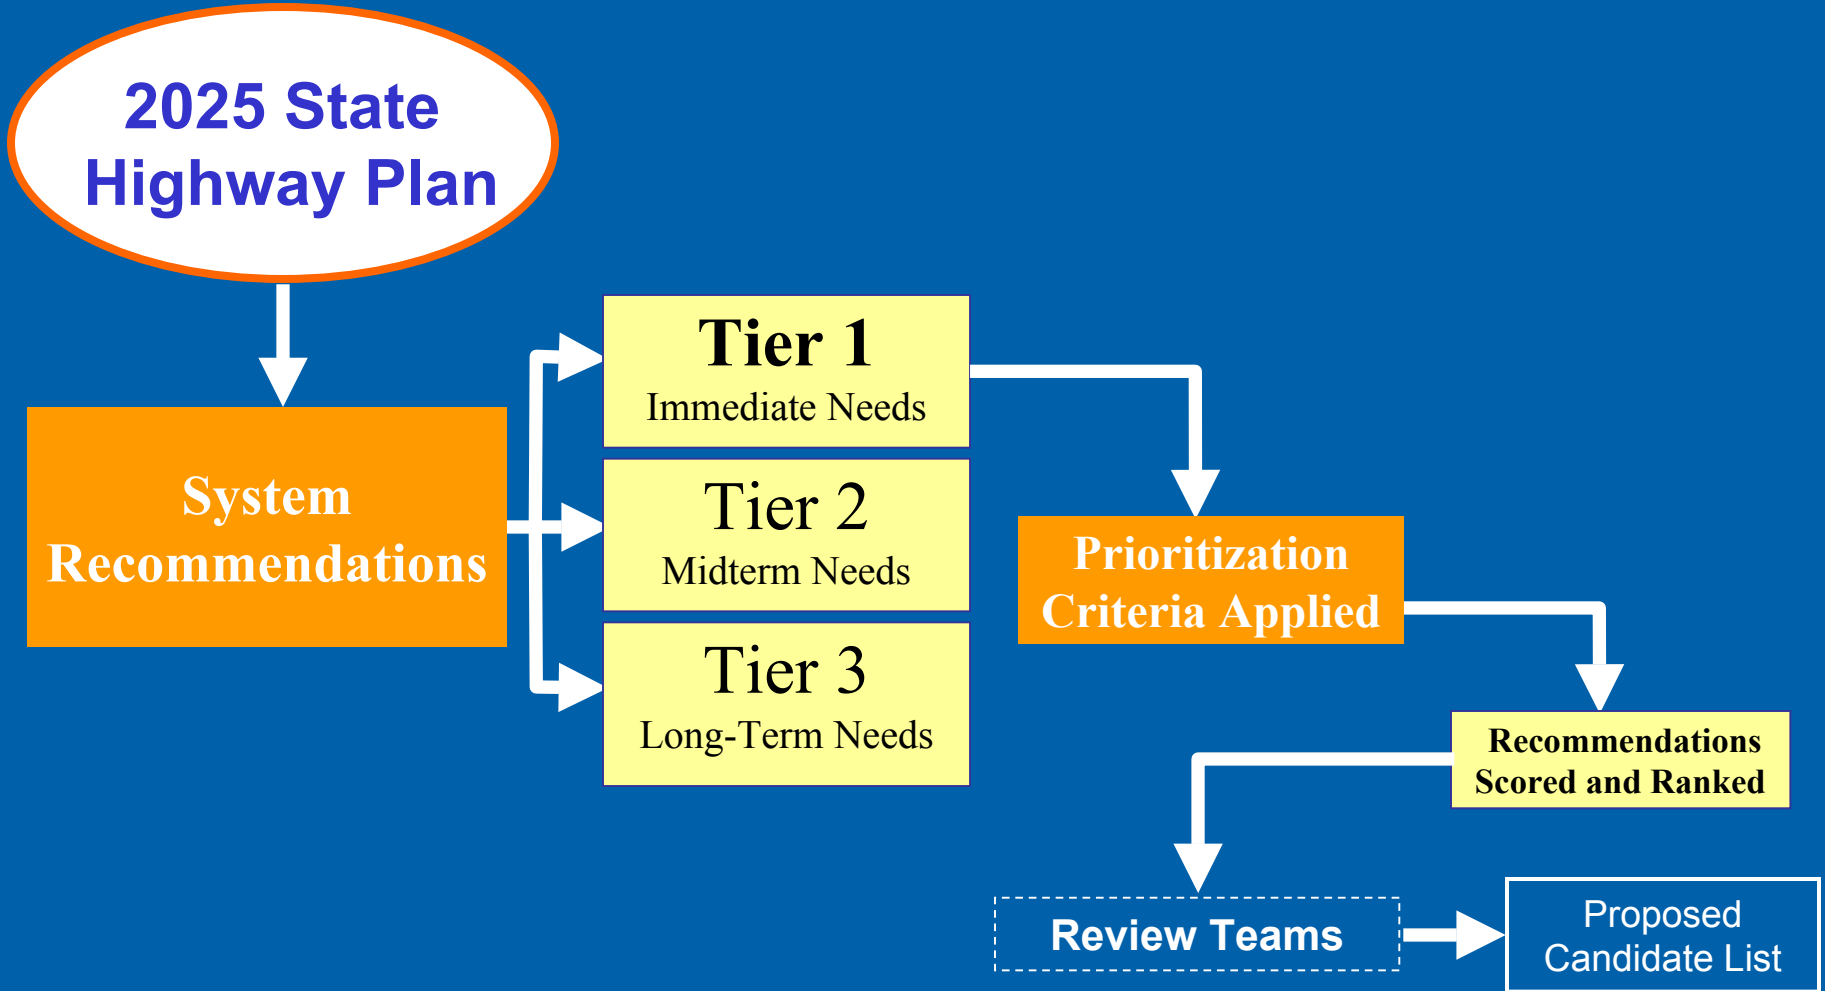 2025 State
Highway Plan
System
Recommendations
Tier 1
Immediate Needs
Tier 2
Midterm Needs
Tier 3
Long-Term Needs
Prioritization
Criteria Applied
Recommendations
Scored and Ranked
Review Teams
Proposed
Candidate List